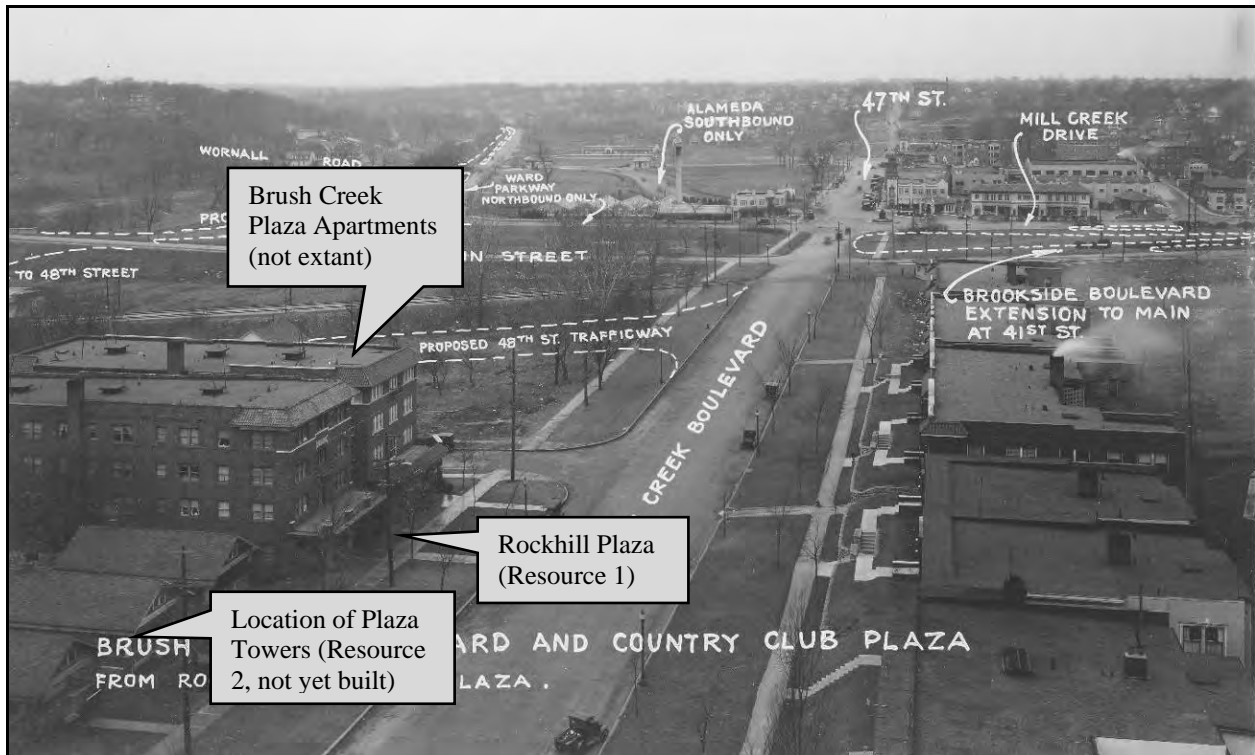 ALAMEDA
SOUTHBOUND
ONLY
47TH ST.
MILL CREEK
DRIVE
WORNALL ROAD
WARD
PARKWAY
NORTHBOUND ONLY
Brush Creek
Plaza Apartments
(not extant)
STREET
TO 48TH STREET
BROOKSIDE BOULEVARD
EXTENSION TO MAIN
AT 41ST ST.
PROPOSED 48TH ST. TRAFFICWAY
CREEK BOULEVARD
Rockhill Plaza
(Resource 1)
Location of Plaza
Towers (Resource
2, not yet built)
BRUSH AND COUNTRY CLUB PLAZA
FROM